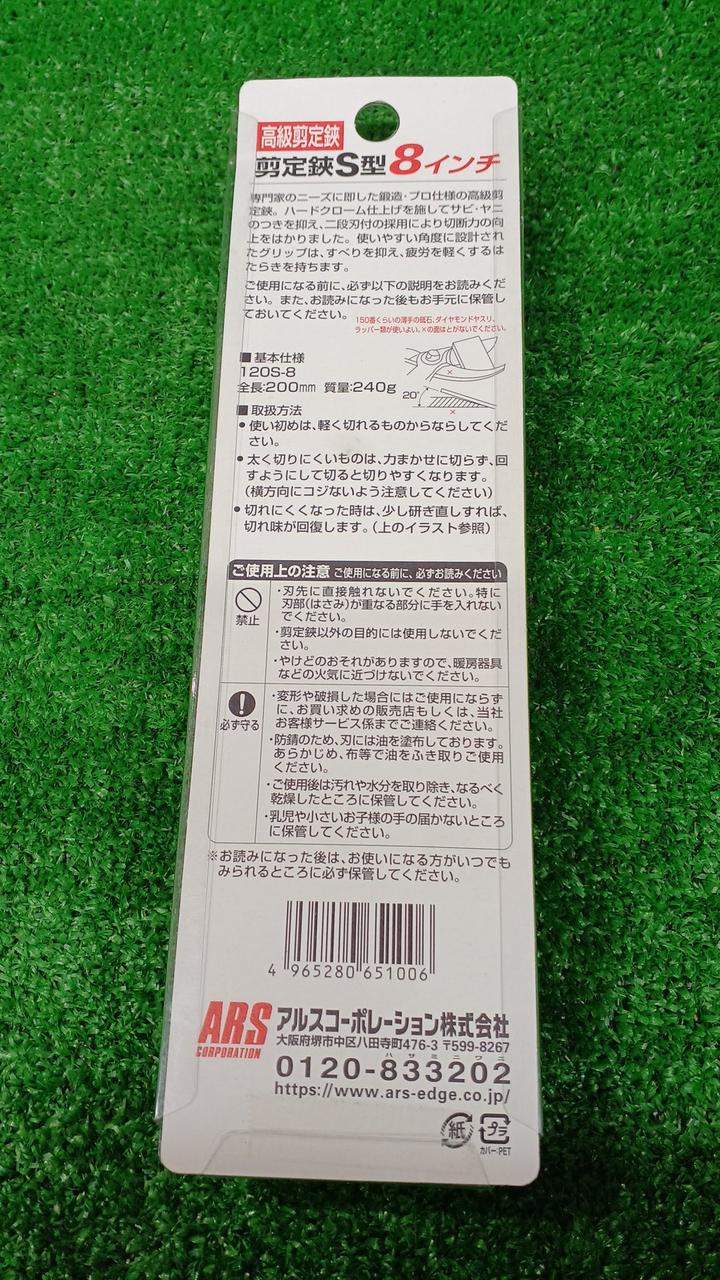 高級剪定鋏
剪定鋏S型8インチ
専門家のニーズに即した鍛造・プロ仕様の高級剪
定鋏。ハードクローム仕上げを施してサビ・ヤニ
のつきを抑え、二段刃付の採用により切断力の向
上をはかりました。使いやすい角度に設計され
たグリップは、すべりを抑え、疲労を軽くするは
たらきを持ちます。
ご使用になる前に、必ず以下の説明をお読みくだ
さい。また、お読みになった後もお手元に保管し
ておいてください。
150番くらいの薄手の砥石、ダイヤモンドヤスリ、
ラッパー類が使いよい。×の面はとがないでください。
■基本仕様
120S-8
全長:200mm 質量:240g
×
20°
×
■取扱方法
●使い初めは、軽く切れるものからならしてくだ
さい。
●太く切りにくいものは、力まかせに切らず、回
すようにして切ると切りやすくなります。
(横方向にコジないよう注意してください)
●切れにくくなった時は、少し研ぎ直しすれば、
切れ味が回復します。(上のイラスト参照)
ご使用上の注意 ご使用になる前に、必ずお読みください
禁止
・刃先に直接触れないでください。特に
刃部(はさみ)が重なる部分に手を入れない
でください。
・剪定鋏以外の目的には使用しないでくだ
さい。
・やけどのおそれがありますので、暖房器具
などの火気に近づけないでください。
必ず守る
・変形や破損した場合にはご使用にならず
に、お買い求めの販売店もしくは、当社
お客様サービス係までご連絡ください。
・防錆のため、刃には油を塗布しております。
あらかじめ、布等で油をふき取りご使用
ください。
・ご使用後は汚れや水分を取り除き、なるべく
乾燥したところに保管してください。
・乳児や小さいお子様の手の届かないところ
に保管してください。
※お読みになった後は、お使いになる方がいつでも
みられるところに必ず保管してください。
4 965280 651006
ARS
CORPORATION
アルスコーポレーション株式会社
大阪府堺市中区八田寺町476-3 〒599-8267
ハサミニワニ
0120-833202
https://www.ars-edge.co.jp/
紙
プラ
カバー:PET